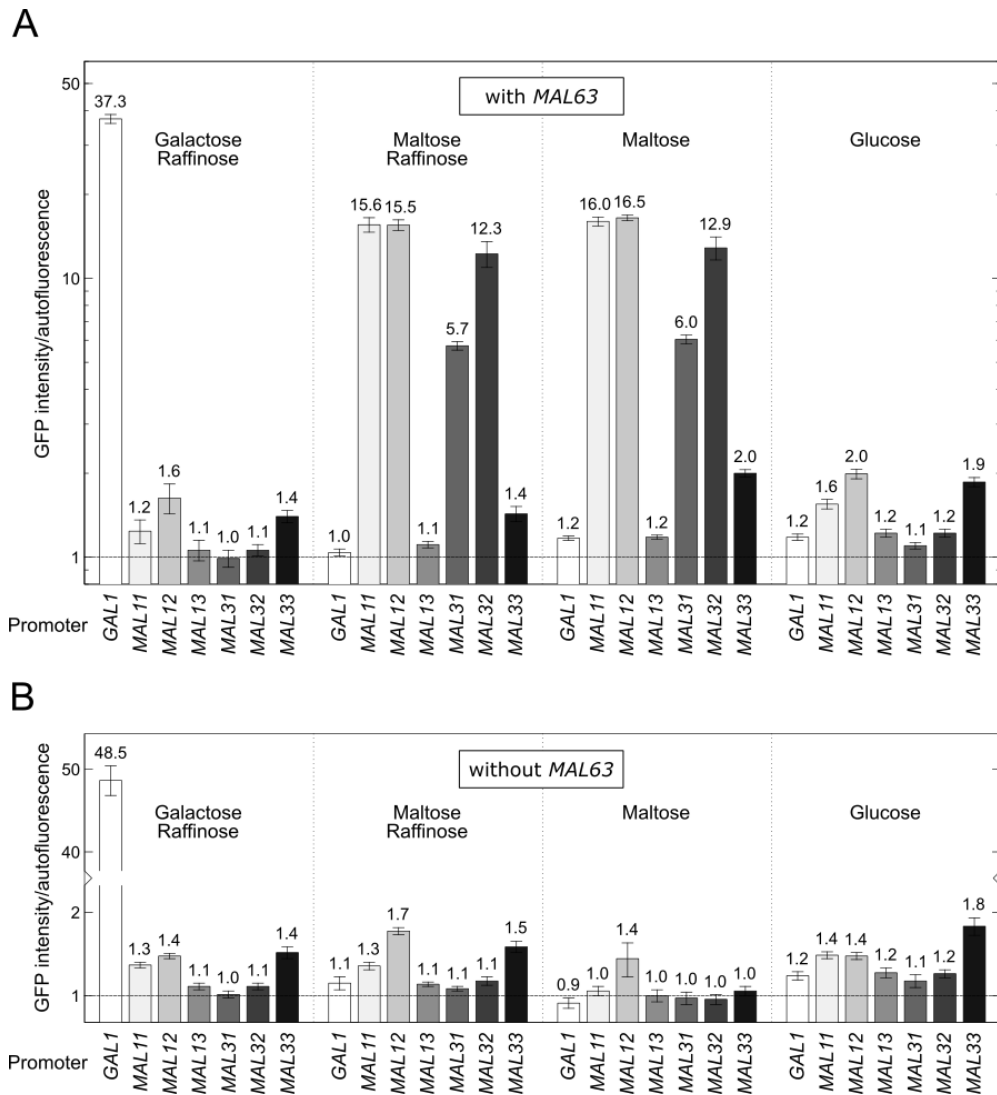 A
with MAL63
GFP intensity/autofluorescence
50
10
1
Galactose
Raffinose
Maltose
Raffinose
Maltose
Glucose
37.3 1.2 1.6 1.1 1.0 1.1 1.4
1.0 15.6 15.5 1.1 5.7 12.3 1.4
1.2 16.0 16.5 1.2 6.0 12.9 2.0
1.2 1.6 2.0 1.2 1.1 1.2 1.9
Promoter
GAL1 MAL11 MAL12 MAL13 MAL31 MAL32 MAL33
GAL1 MAL11 MAL12 MAL13 MAL31 MAL32 MAL33
GAL1 MAL11 MAL12 MAL13 MAL31 MAL32 MAL33
GAL1 MAL11 MAL12 MAL13 MAL31 MAL32 MAL33
B
without MAL63
GFP intensity/autofluorescence
50
40
2
1
Galactose
Raffinose
Maltose
Raffinose
Maltose
Glucose
48.5 1.3 1.4 1.1 1.0 1.1 1.4
1.1 1.3 1.7 1.1 1.1 1.1 1.5
0.9 1.0 1.4 1.0 1.0 1.0 1.0
1.2 1.4 1.4 1.2 1.1 1.2 1.8
Promoter
GAL1 MAL11 MAL12 MAL13 MAL31 MAL32 MAL33
GAL1 MAL11 MAL12 MAL13 MAL31 MAL32 MAL33
GAL1 MAL11 MAL12 MAL13 MAL31 MAL32 MAL33
GAL1 MAL11 MAL12 MAL13 MAL31 MAL32 MAL33